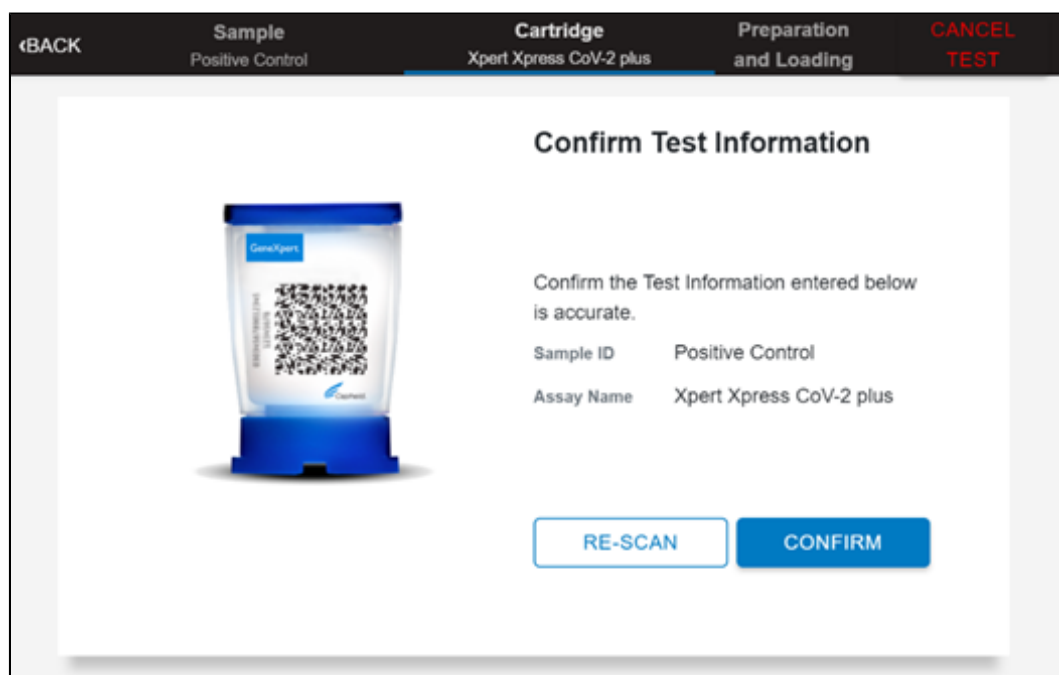 ‹BACK
Sample
Positive Control
Cartridge
Xpert Xpress CoV-2 plus
Preparation
and Loading
CANCEL
TEST
GeneXpert
Cepheid
Confirm Test Information
Confirm the Test Information entered below
is accurate.
Sample ID Positive Control
Assay Name Xpert Xpress CoV-2 plus
RE-SCAN
CONFIRM